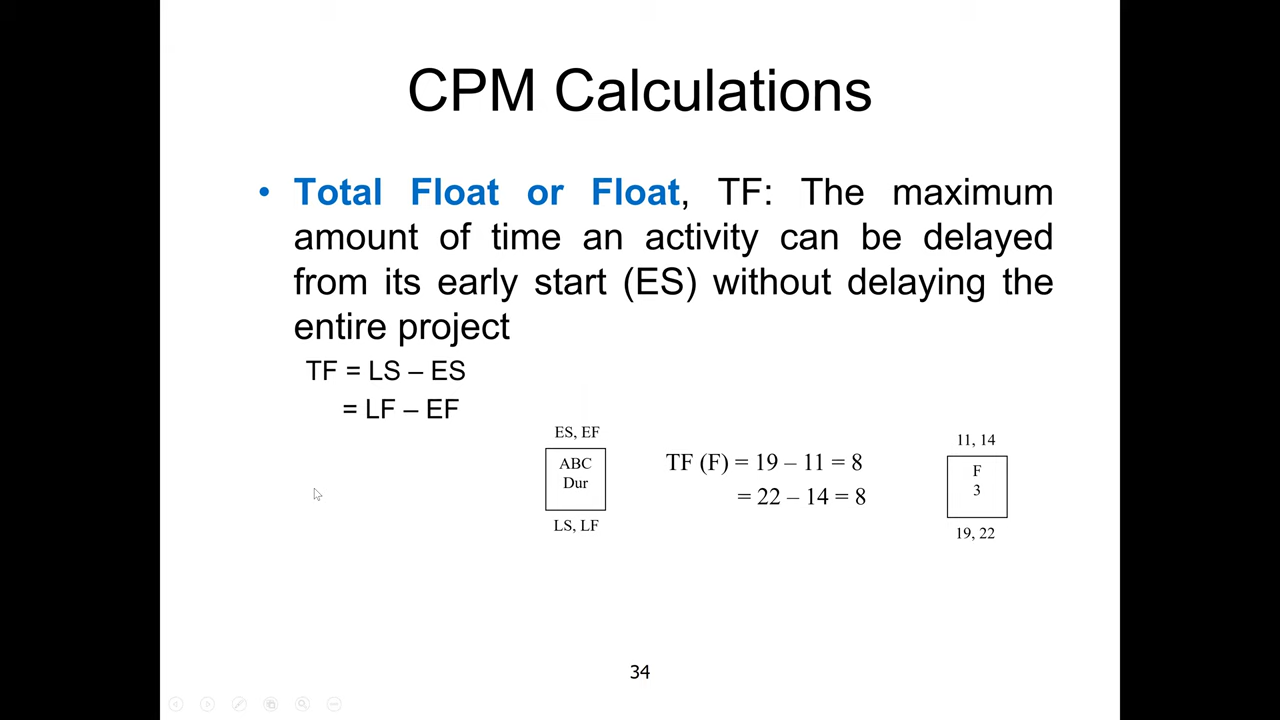 CPM Calculations
• Total Float or Float, TF: The maximum
amount of time an activity can be delayed
from its early start (ES) without delaying the
entire project
TF = LS – ES
= LF – EF
ES, EF
ABC
Dur
LS, LF
TF (F) = 19 – 11 = 8
= 22 – 14 = 8
11, 14
F
3
19, 22
34